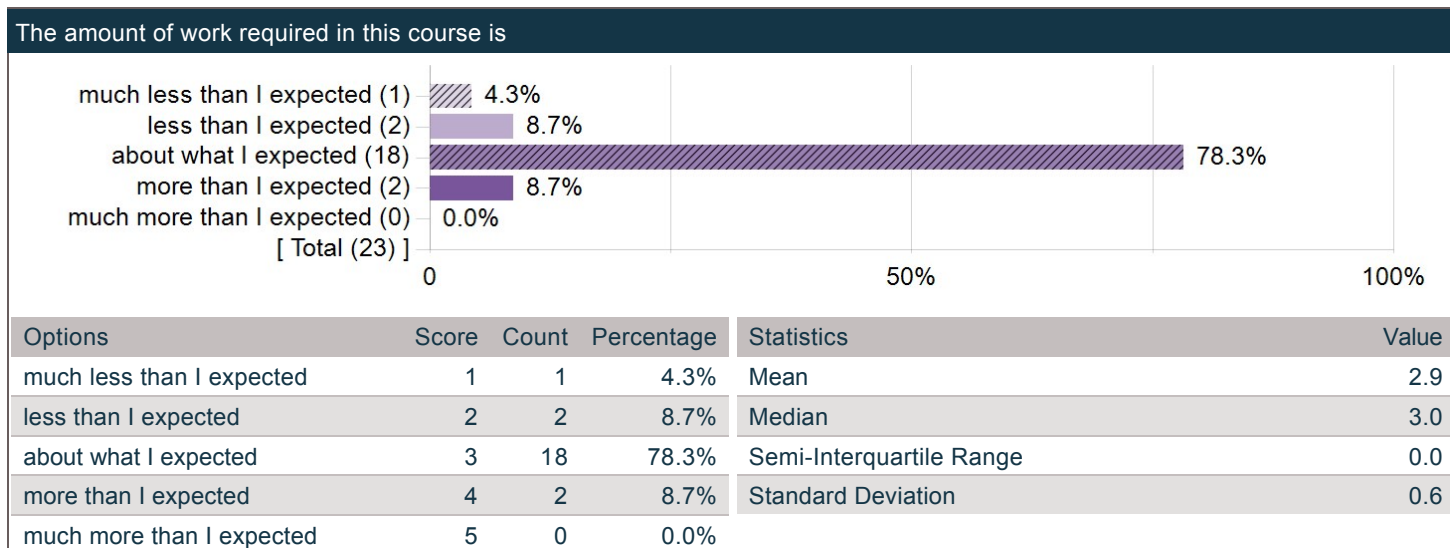 The amount of work required in this course is
much less than I expected (1) 4.3%
less than I expected (2) 8.7%
about what I expected (18) 78.3%
more than I expected (2) 8.7%
much more than I expected (0) 0.0%
[ Total (23) ]
0 50% 100%
Options Score Count Percentage
much less than I expected 1 1 4.3%
less than I expected 2 2 8.7%
about what I expected 3 18 78.3%
more than I expected 4 2 8.7%
much more than I expected 5 0 0.0%
Statistics Value
Mean 2.9
Median 3.0
Semi-Interquartile Range 0.0
Standard Deviation 0.6